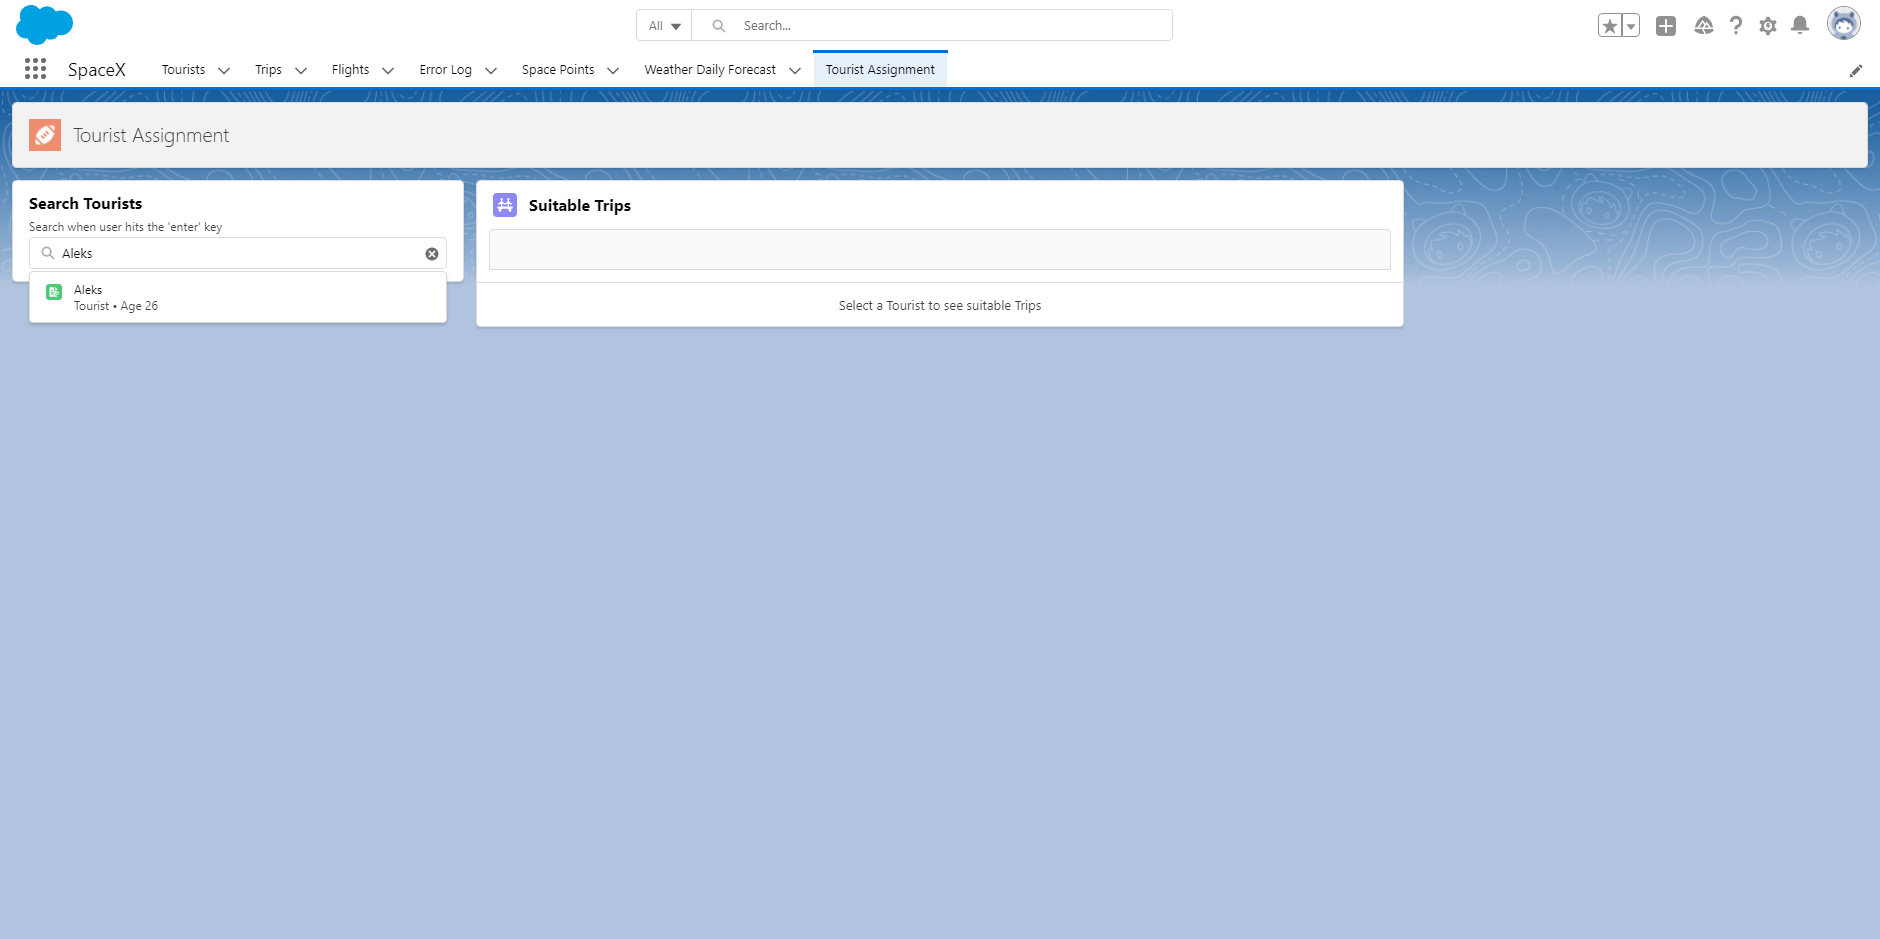 All
Search...
SpaceX
Tourists
Trips
Flights
Error Log
Space Points
Weather Daily Forecast
Tourist Assignment
Tourist Assignment
Search Tourists
Search when user hits the 'enter' key
Aleks
Aleks
Tourist • Age 26
Suitable Trips
Select a Tourist to see suitable Trips